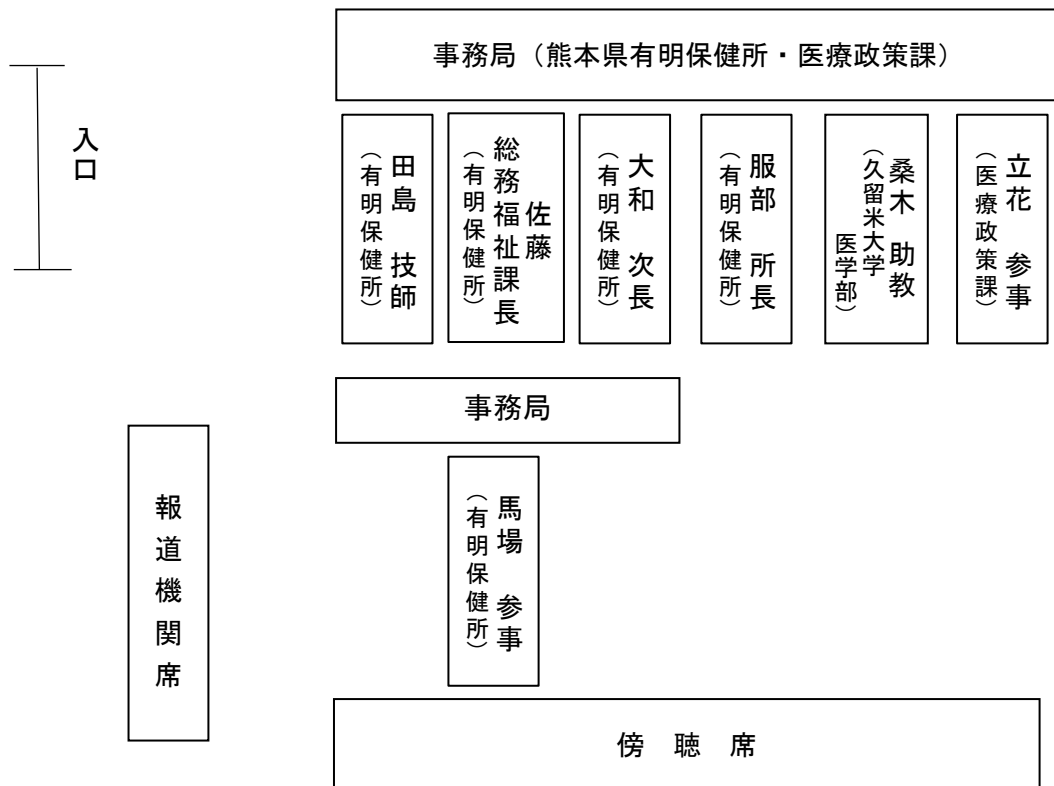 事務局（熊本県有明保健所・医療政策課）
入口
田島　技師
（有明保健所）
佐藤
総務福祉課長
（有明保健所）
大和　次長
（有明保健所）
服部　所長
（有明保健所）
桑木　助教
（久留米大学
医学部）
立花　参事
（医療政策課）
事務局
馬場　参事
（有明保健所）
報道機関席
傍　聴　席